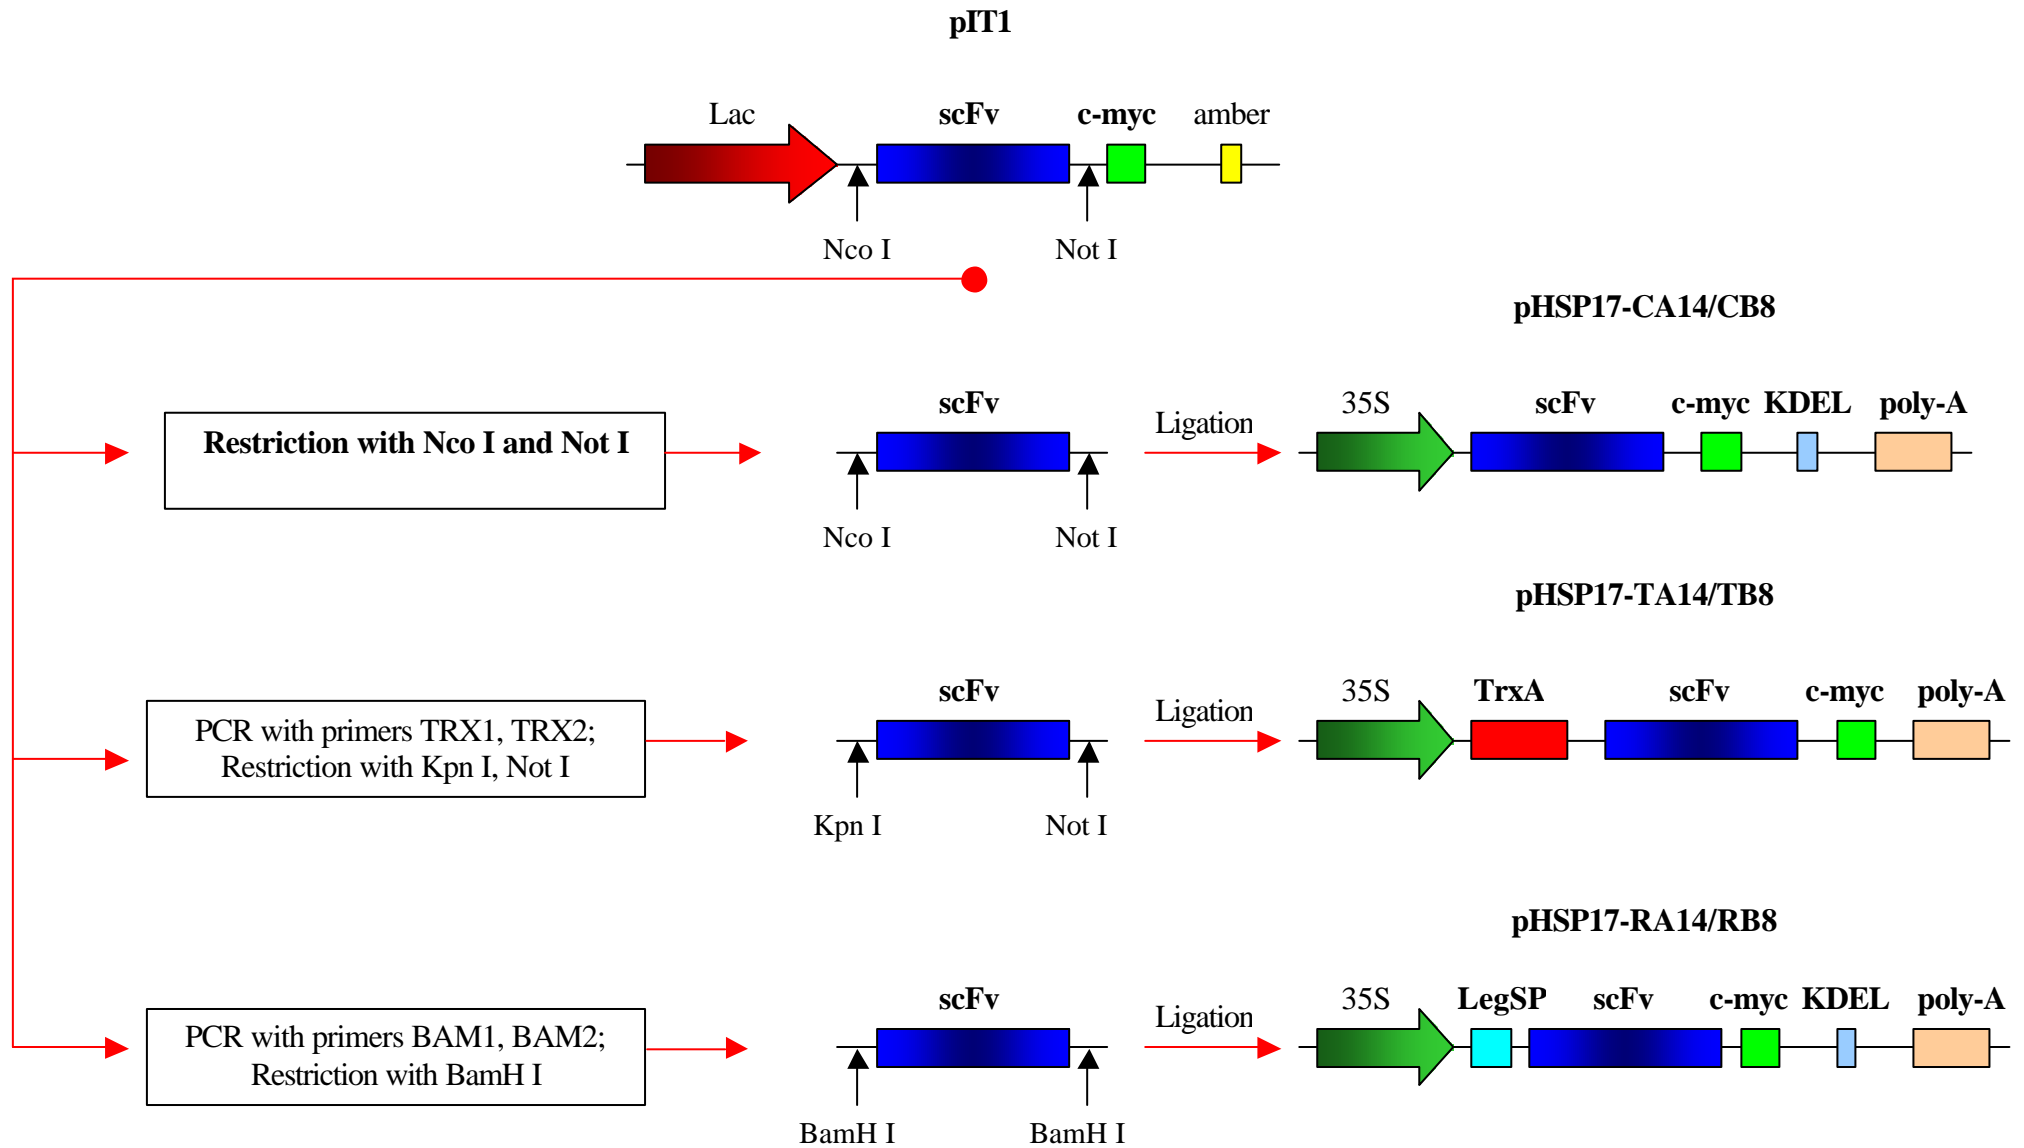 pIT1
Lac scFv c-myc amber
Nco I Not I
pHSP17-CA14/CB8
Restriction with Nco I and Not I
scFv
Nco I Not I
Ligation
35S scFv c-myc KDEL poly-A
pHSP17-TA14/TB8
PCR with primers TRX1, TRX2;
Restriction with Kpn I, Not I
scFv
Kpn I Not I
Ligation
35S TrxA scFv c-myc poly-A
pHSP17-RA14/RB8
PCR with primers BAM1, BAM2;
Restriction with BamH I
scFv
BamH I BamH I
Ligation
35S LegSP scFv c-myc KDEL poly-A